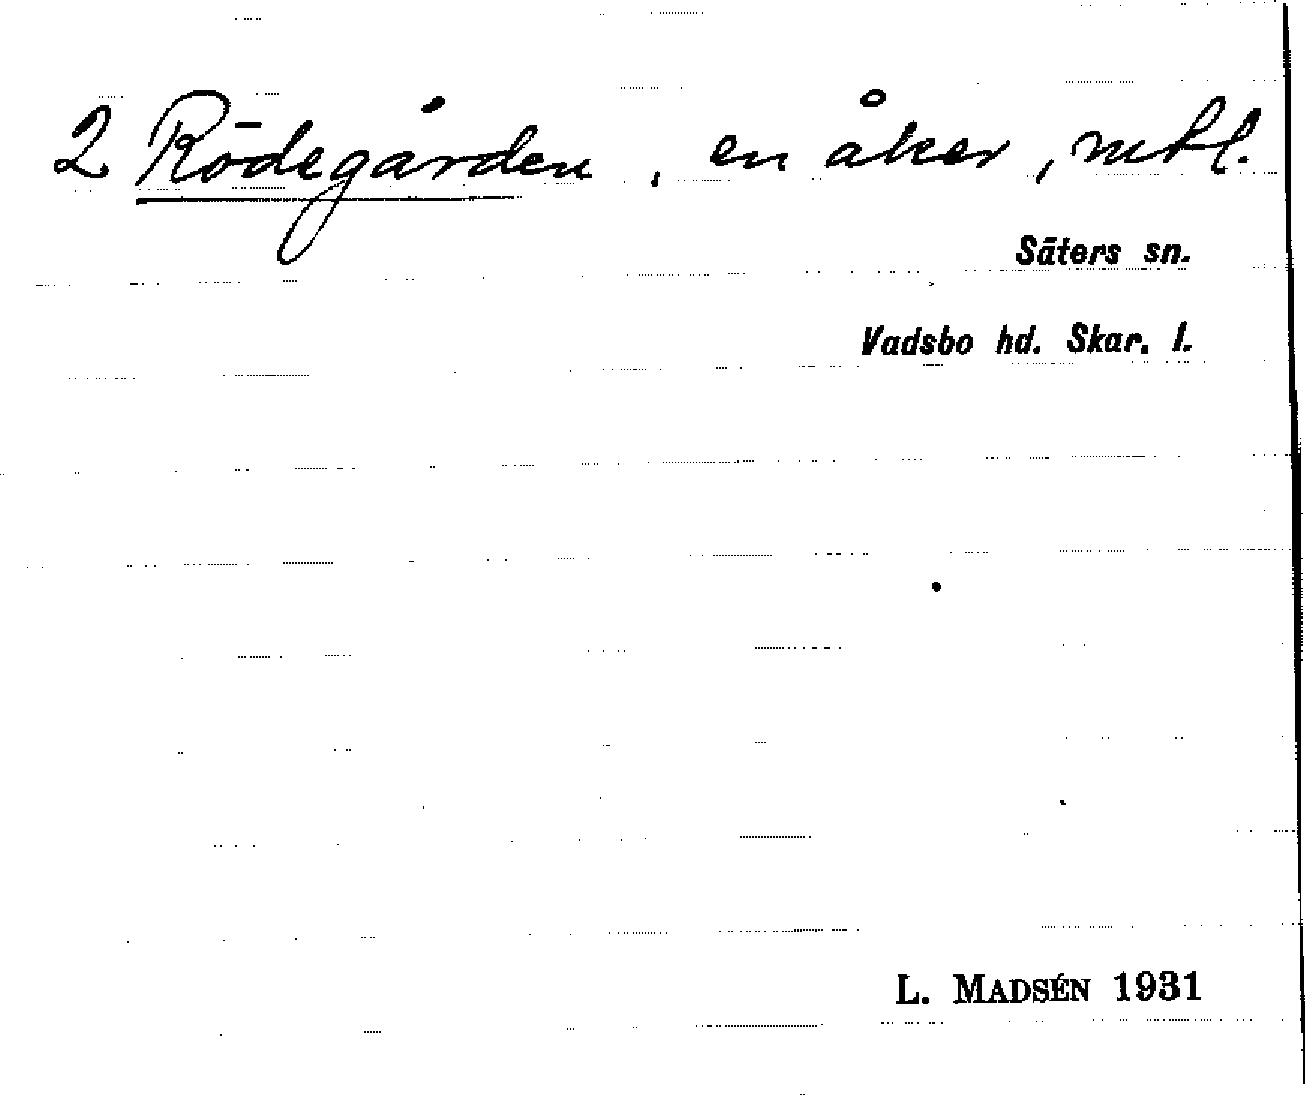 2 Rödegården, en åker, mtl.
Säters sn.
Vadsbo hd. Skar. l.
L. MADSÉN 1931